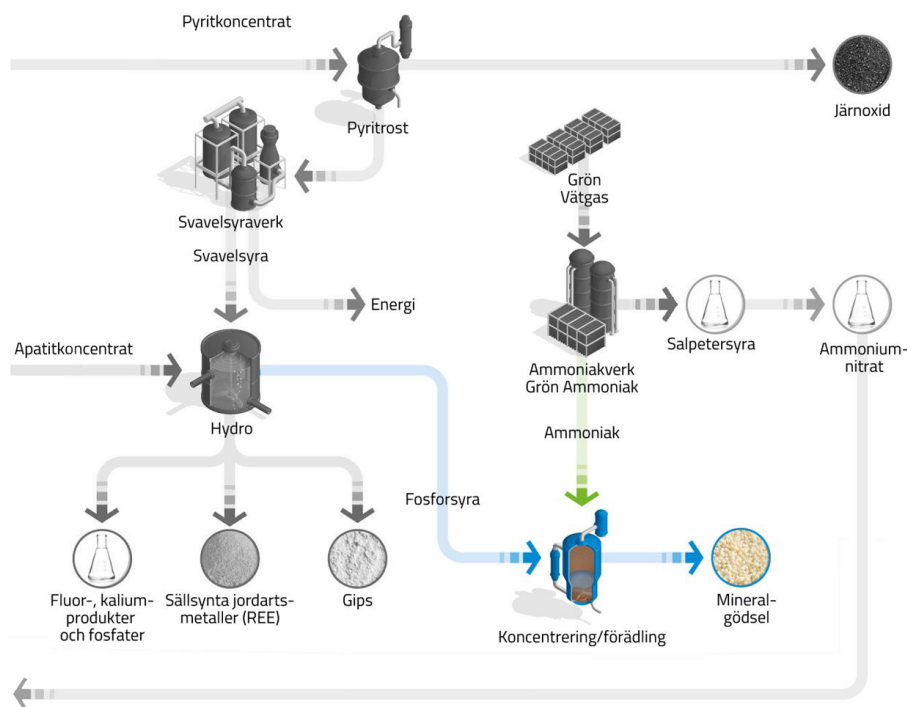 Pyritkoncentrat
Pyritrost
Järnoxid
Svavelsyraverk
Svavelsyra
Energi
Grön
Vätgas
Apatitkoncentrat
Hydro
Ammoniakverk
Grön Ammoniak
Salpetersyra
Ammonium-
nitrat
Ammoniak
Fosforsyra
Fluor-, kalium-
produkter
och fosfater
Sällsynta jordarts-
metaller (REE)
Gips
Koncentrering/förädling
Mineral-
gödsel